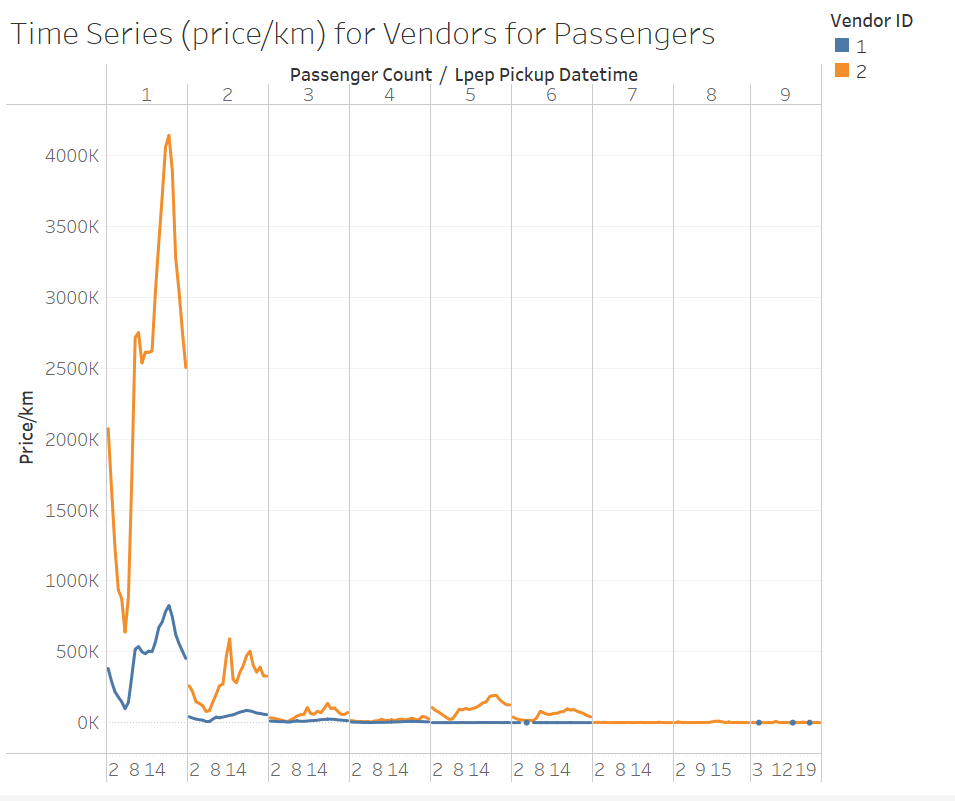 Time Series (price/km) for Vendors for Passengers
Vendor ID
1
2
Passenger Count / Lpep Pickup Datetime
1 2 3 4 5 6 7 8 9
4000K
3500K
3000K
2500K
2000K
1500K
1000K
500K
0K
Price/km
2 8 14 2 8 14 2 8 14 2 8 14 2 8 14 2 8 14 2 8 14 2 9 15 3 12 19